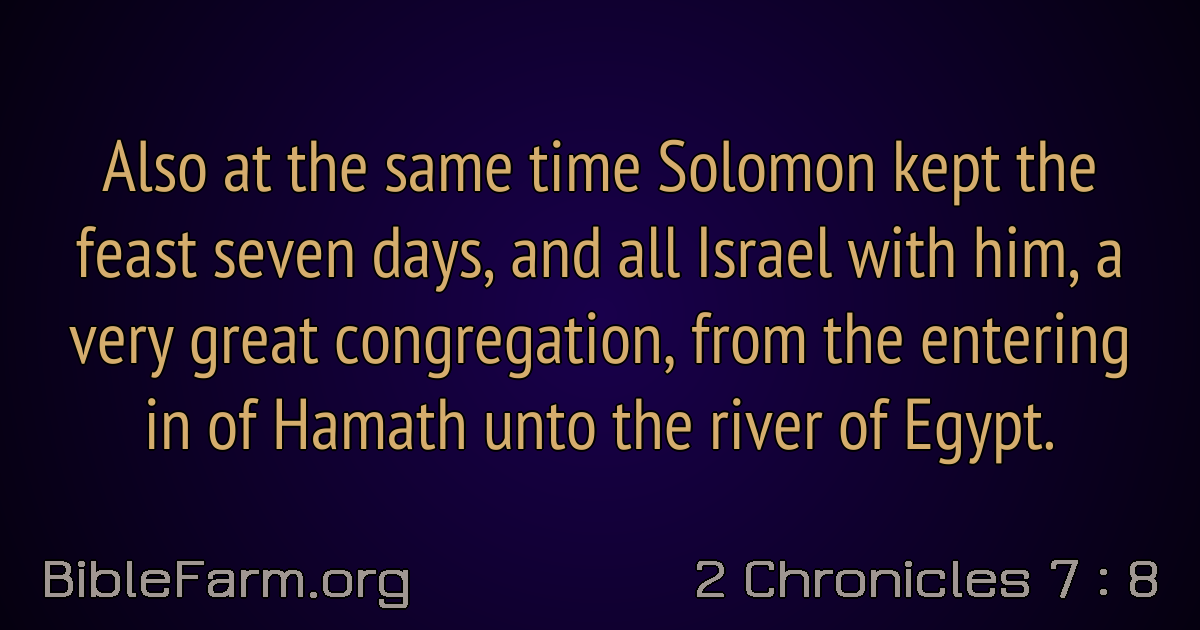 Also at the same time Solomon kept the
feast seven days, and all Israel with him, a
very great congregation, from the entering
in of Hamath unto the river of Egypt.
BibleFarm.org
2 Chronicles 7 : 8